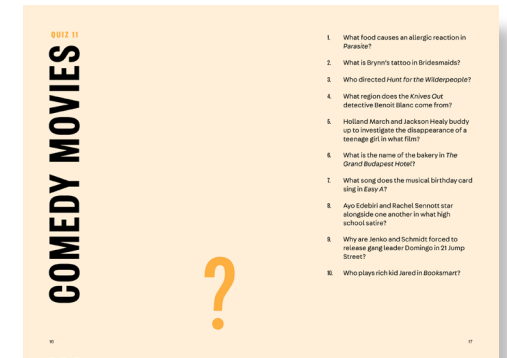 QUIZ 11
COMEDY MOVIES
?
16
1. What food causes an allergic reaction in
Parasite?
2. What is Brynn's tattoo in Bridesmaids?
3. Who directed Hunt for the Wilderpeople?
4. What region does the Knives Out
detective Benoit Blanc come from?
5. Holland March and Jackson Healy buddy
up to investigate the disappearance of a
teenage girl in what film?
6. What is the name of the bakery in The
Grand Budapest Hotel?
7. What song does the musical birthday card
sing in Easy A?
8. Ayo Edebiri and Rachel Sennott star
alongside one another in what high
school satire?
9. Why are Jenko and Schmidt forced to
release gang leader Domingo in 21 Jump
Street?
10. Who plays rich kid Jared in Booksmart?
17